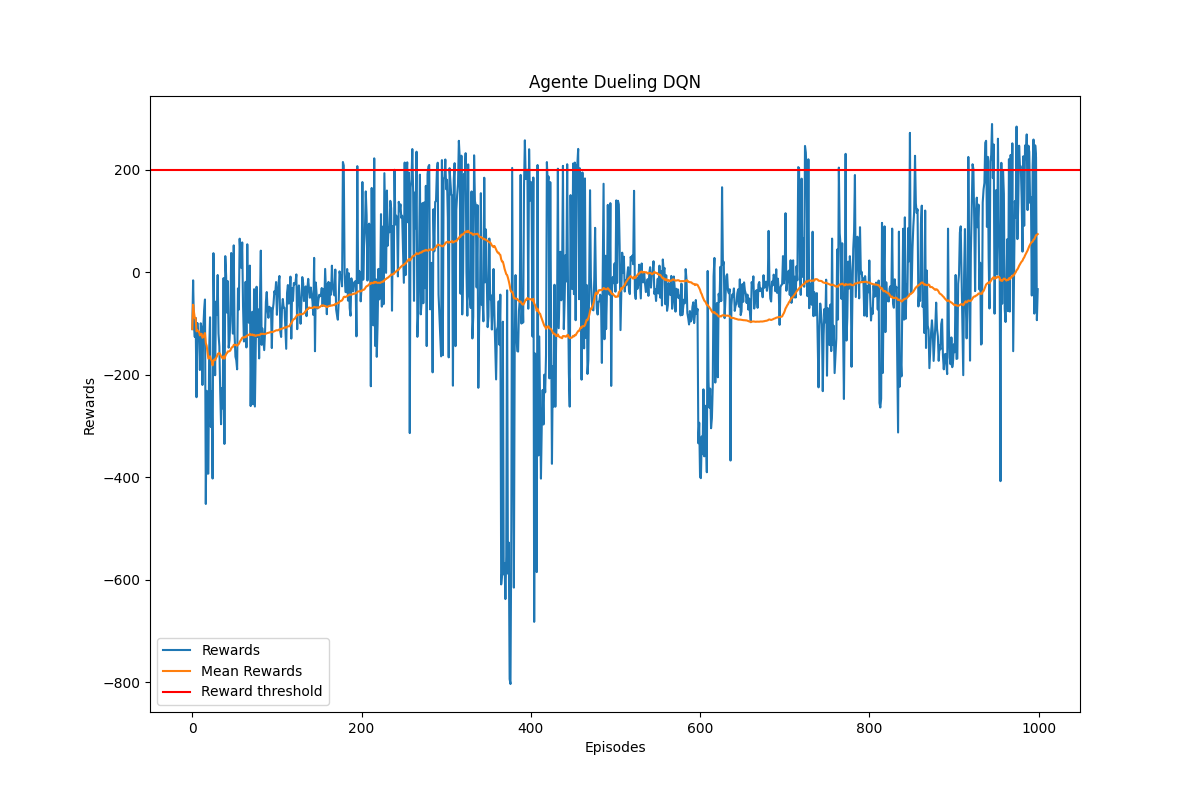 Agente Dueling DQN
200
0
−200
−400
−600
−800
Rewards
Rewards
Mean Rewards
Reward threshold
0
200
400
600
800
1000
Episodes